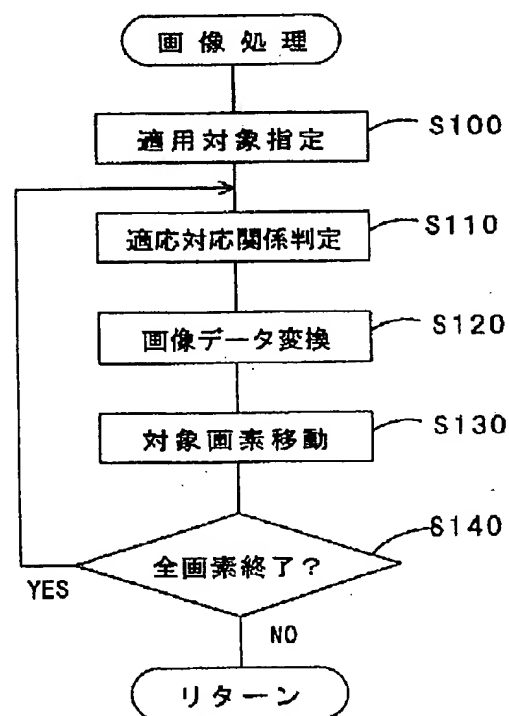 画像処理
適用対象指定
S100
適応対応関係判定
S110
画像データ変換
S120
対象画素移動
S130
全画素終了?
S140
YES
NO
リターン